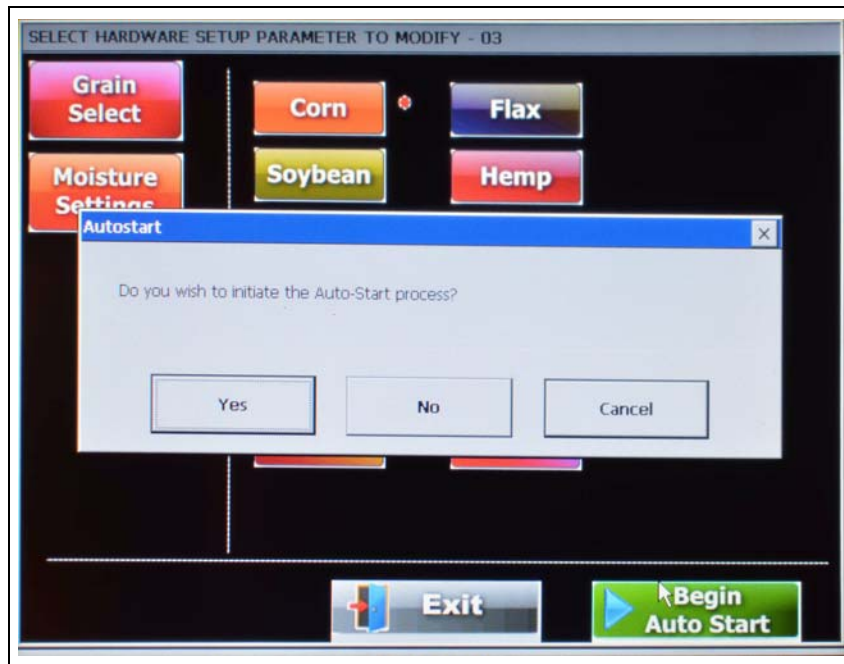 SELECT HARDWARE SETUP PARAMETER TO MODIFY - 03
Grain
Select
Corn
Flax
Moisture
Settings
Soybean
Hemp
Autostart
Do you wish to initiate the Auto-Start process?
Yes
No
Cancel
Exit
Begin
Auto Start